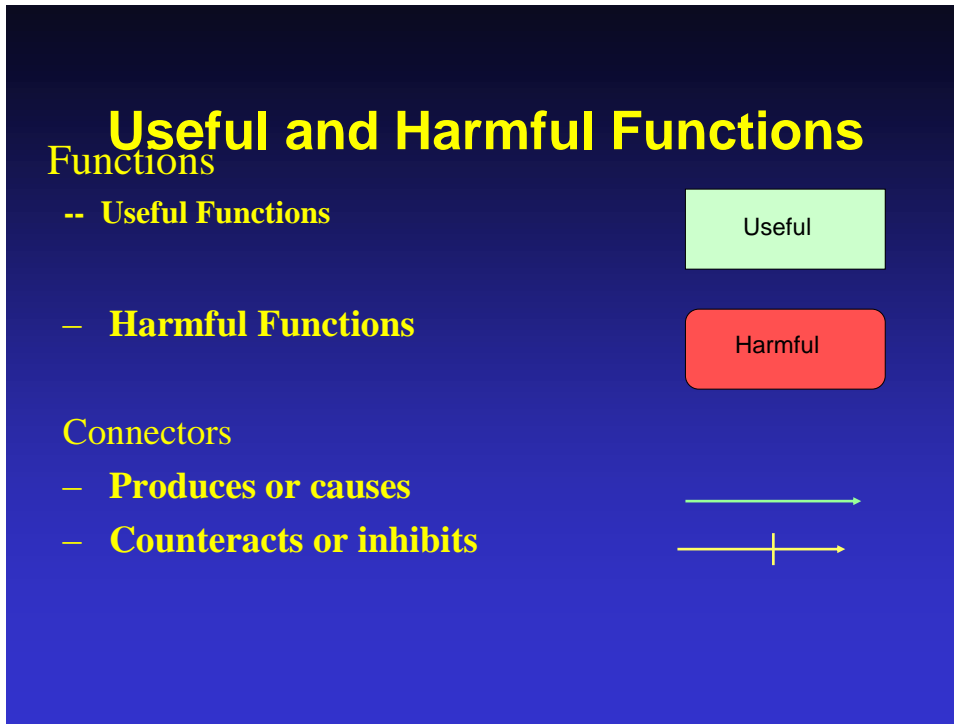 Useful and Harmful Functions
Functions
-- Useful Functions
Useful
– Harmful Functions
Harmful
Connectors
– Produces or causes
– Counteracts or inhibits